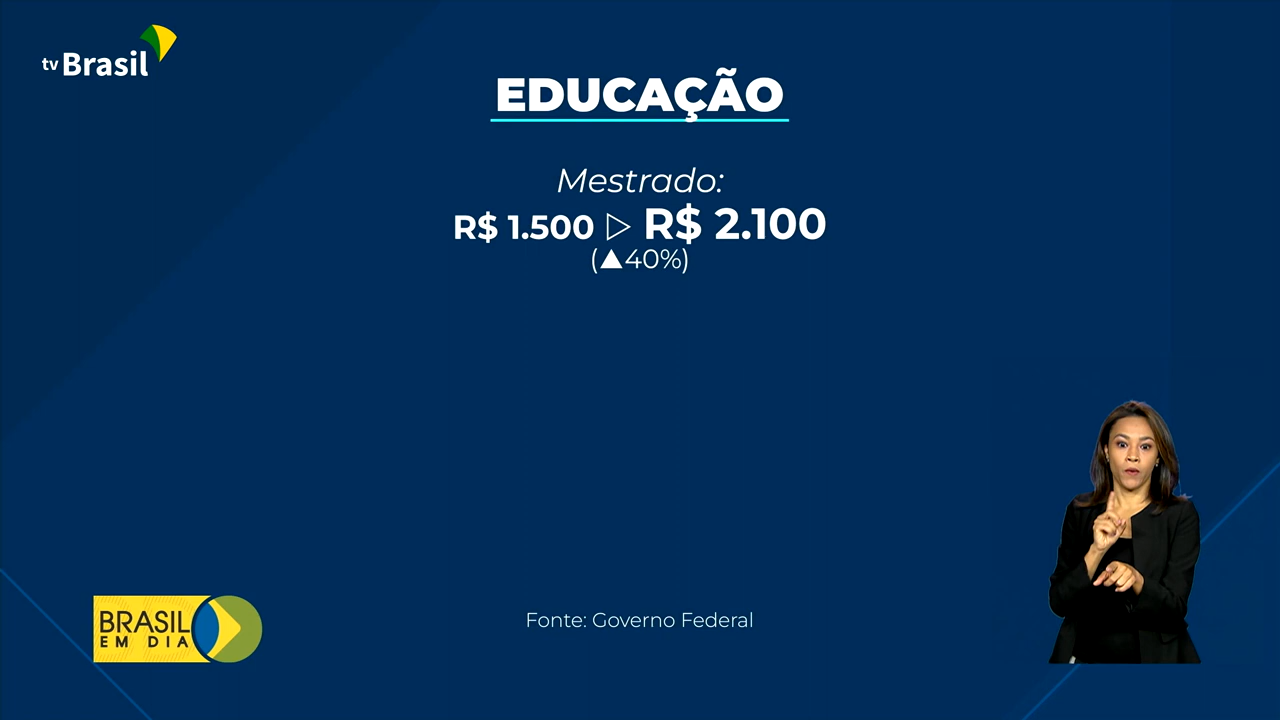 tv Brasil
EDUCAÇÃO
Mestrado:
R$ 1.500 ▷ R$ 2.100
(▲40%)
BRASIL
EM DIA
Fonte: Governo Federal